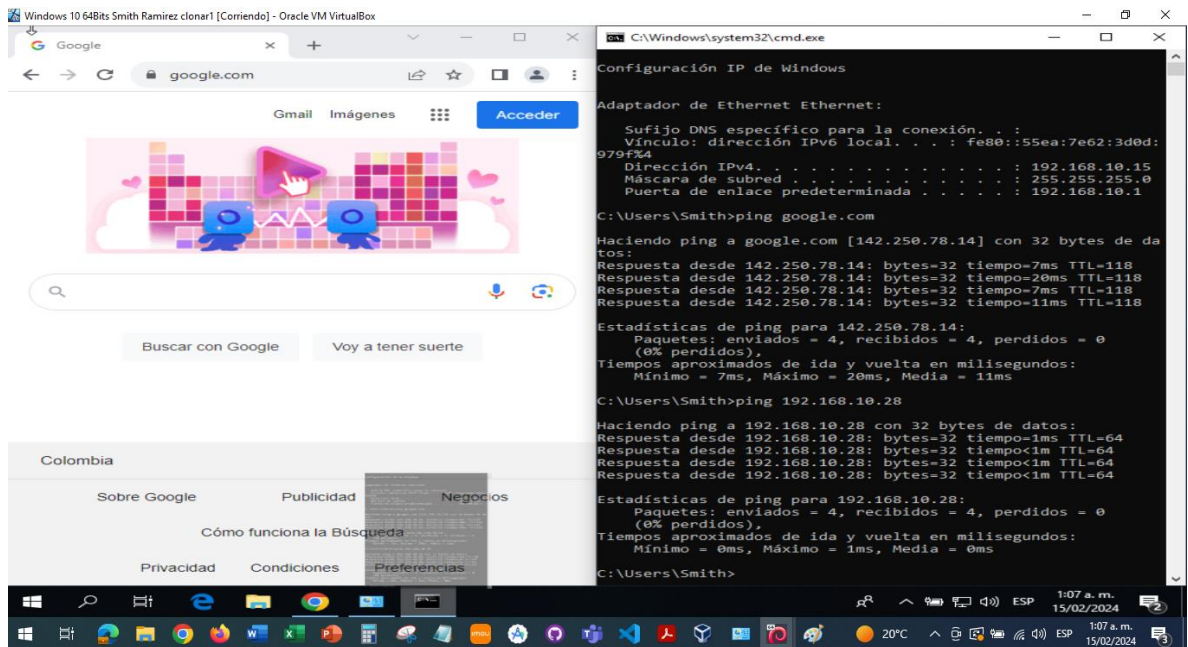 Windows 10 64Bits Smith Ramirez clonar1 [Corriendo] - Oracle VM VirtualBox
Google
google.com
Gmail Imágenes
Acceder
Buscar con Google
Voy a tener suerte
Colombia
Sobre Google Publicidad Negocios
Cómo funciona la Búsqueda
Privacidad Condiciones Preferencias
C:\Windows\system32\cmd.exe
Configuración IP de Windows
Adaptador de Ethernet Ethernet:
Sufijo DNS específico para la conexión. . :
Vínculo: dirección IPv6 local. . . : fe80::55ea:7e62:3d0d:
979f%4
Dirección IPv4. . . . . . . . . . . . . . : 192.168.10.15
Máscara de subred . . . . . . . . . . . . : 255.255.255.0
Puerta de enlace predeterminada . . . . . : 192.168.10.1
C:\Users\Smith>ping google.com
Haciendo ping a google.com [142.250.78.14] con 32 bytes de da
tos:
Respuesta desde 142.250.78.14: bytes=32 tiempo=7ms TTL=118
Respuesta desde 142.250.78.14: bytes=32 tiempo=20ms TTL=118
Respuesta desde 142.250.78.14: bytes=32 tiempo=7ms TTL=118
Respuesta desde 142.250.78.14: bytes=32 tiempo=11ms TTL=118
Estadísticas de ping para 142.250.78.14:
Paquetes: enviados = 4, recibidos = 4, perdidos = 0
(0% perdidos),
Tiempos aproximados de ida y vuelta en milisegundos:
Mínimo = 7ms, Máximo = 20ms, Media = 11ms
C:\Users\Smith>ping 192.168.10.28
Haciendo ping a 192.168.10.28 con 32 bytes de datos:
Respuesta desde 192.168.10.28: bytes=32 tiempo=1ms TTL=64
Respuesta desde 192.168.10.28: bytes=32 tiempo<1m TTL=64
Respuesta desde 192.168.10.28: bytes=32 tiempo<1m TTL=64
Respuesta desde 192.168.10.28: bytes=32 tiempo<1m TTL=64
Estadísticas de ping para 192.168.10.28:
Paquetes: enviados = 4, recibidos = 4, perdidos = 0
(0% perdidos),
Tiempos aproximados de ida y vuelta en milisegundos:
Mínimo = 0ms, Máximo = 1ms, Media = 0ms
C:\Users\Smith>
ESP
1:07 a. m.
15/02/2024
2
imou
20°C
ESP
1:07 a. m.
15/02/2024
3